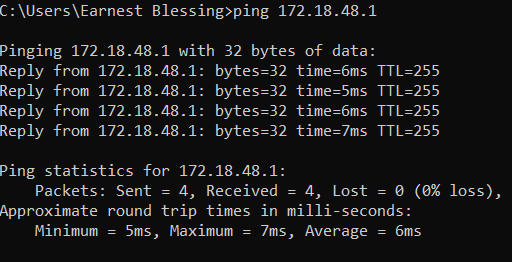 C:\Users\Earnest Blessing>ping 172.18.48.1
Pinging 172.18.48.1 with 32 bytes of data:
Reply from 172.18.48.1: bytes=32 time=6ms TTL=255
Reply from 172.18.48.1: bytes=32 time=5ms TTL=255
Reply from 172.18.48.1: bytes=32 time=6ms TTL=255
Reply from 172.18.48.1: bytes=32 time=7ms TTL=255
Ping statistics for 172.18.48.1:
    Packets: Sent = 4, Received = 4, Lost = 0 (0% loss),
Approximate round trip times in milli-seconds:
    Minimum = 5ms, Maximum = 7ms, Average = 6ms